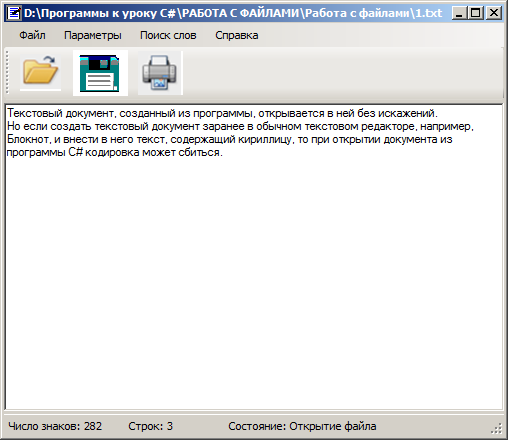 D:\Программы к уроку C#\РАБОТА С ФАЙЛАМИ\Работа с файлами\1.txt
Файл Параметры Поиск слов Справка
Текстовый документ, созданный из программы, открывается в ней без искажений.
Но если создать текстовый документ заранее в обычном текстовом редакторе, например,
Блокнот, и внести в него текст, содержащий кириллицу, то при открытии документа из
программы C# кодировка может сбиться.
Число знаков: 282 Строк: 3 Состояние: Открытие файла